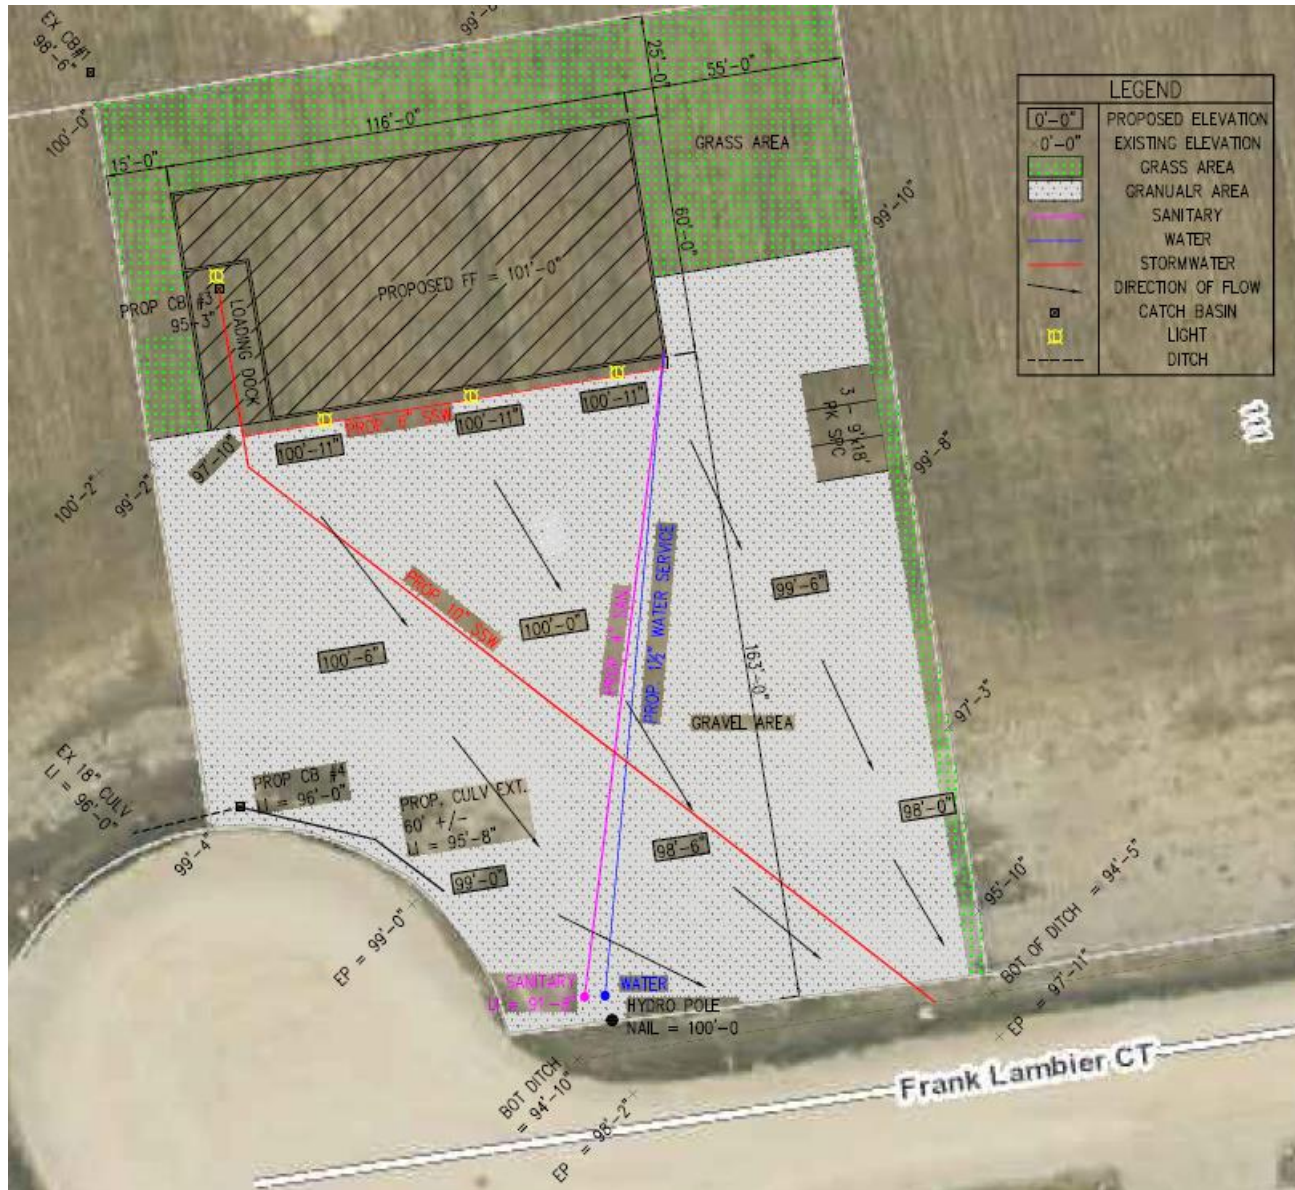 EX CB#1
98'-6"
99'-6
100'-0"
25'-0"
55'-0"
116'-0"
15'-0"
GRASS AREA
60'-0"
99'-10"
LEGEND
0'-0" PROPOSED ELEVATION
×0'-0" EXISTING ELEVATION
GRASS AREA
GRANUALR AREA
SANITARY
WATER
STORMWATER
DIRECTION OF FLOW
CATCH BASIN
LIGHT
DITCH
PROPOSED FF = 101'-0"
PROP CB #3
95'-3"
LOADING DOCK
PROP 6" SSW
100'-11"
100'-11"
100'-11"
97'-10"
3 - 9'x18'
PK SPC
99'-8"
100'-2"
99'-2"
PROP 10" SSW
PROP 4" SAN
PROP 1½" WATER SERVICE
99'-6"
100'-0"
100'-6"
163'-0"
GRAVEL AREA
97'-3"
EX 18" CULV
LI = 96'-0"
PROP CB #4
LI = 96'-0"
PROP. CULV EXT.
60' +/-
LI = 95'-8"
98'-0"
98'-6"
99'-4"
99'-0"
95'-10"
EP = 99'-0"
BOT OF DITCH = 94'-5"
EP = 97'-11"
SANITARY
LI = 91'-8"
WATER
HYDRO POLE
NAIL = 100'-0
BOT DITCH
= 94'-10"
EP = 98'-2"
Frank Lambier CT